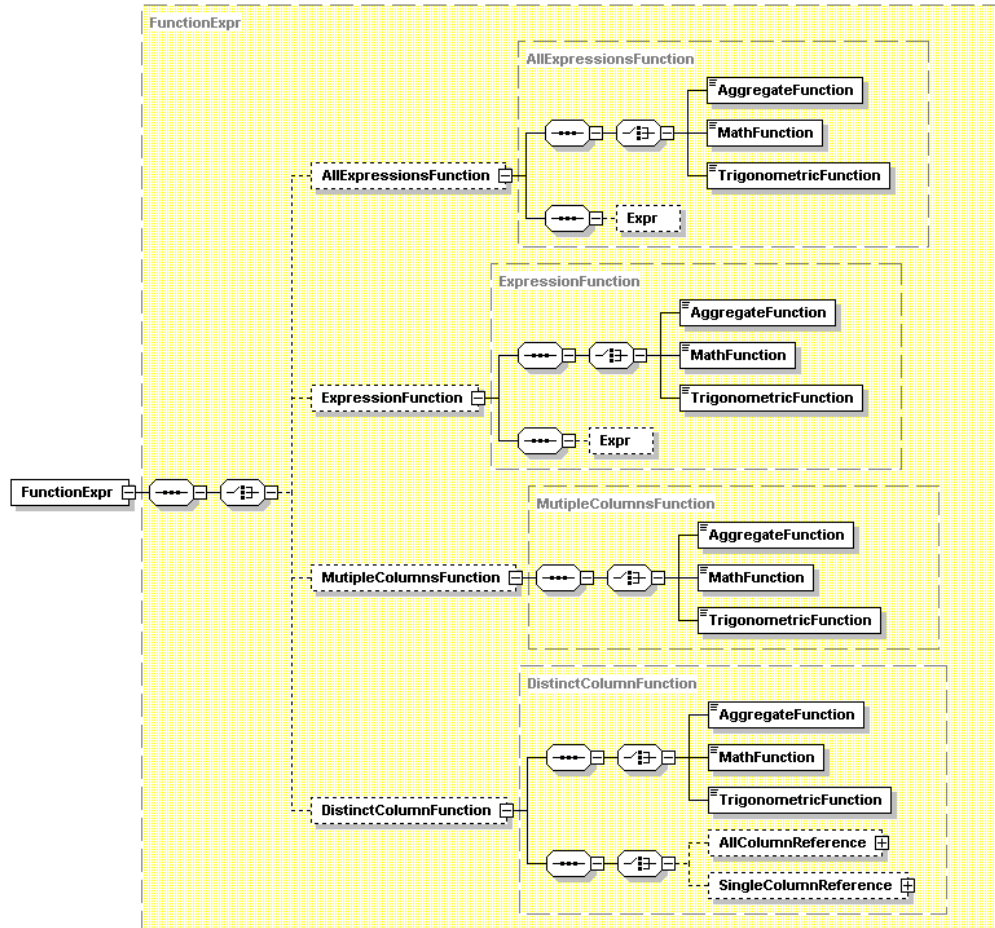 FunctionExpr
AllExpressionsFunction
AggregateFunction
MathFunction
AllExpressionsFunction
TrigonometricFunction
Expr
ExpressionFunction
AggregateFunction
MathFunction
ExpressionFunction
TrigonometricFunction
Expr
FunctionExpr
MutipleColumnsFunction
AggregateFunction
MutipleColumnsFunction
MathFunction
TrigonometricFunction
DistinctColumnFunction
AggregateFunction
MathFunction
TrigonometricFunction
DistinctColumnFunction
AllColumnReference
SingleColumnReference